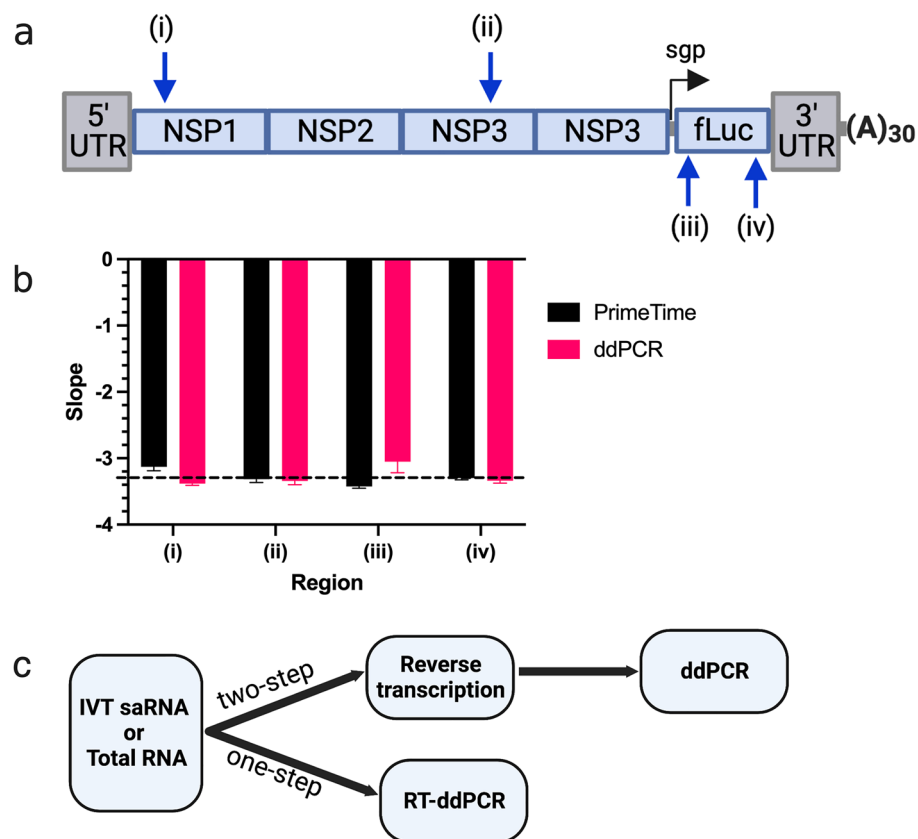 a
(i)
(ii)
sgp
5'
UTR
NSP1
NSP2
NSP3
NSP3
fLuc
3'
UTR
(A)30
(iii)
(iv)
b
0
-1
-2
-3
-4
Slope
(i)
(ii)
(iii)
(iv)
Region
PrimeTime
ddPCR
c
IVT saRNA
or
Total RNA
two-step
one-step
Reverse
transcription
ddPCR
RT-ddPCR